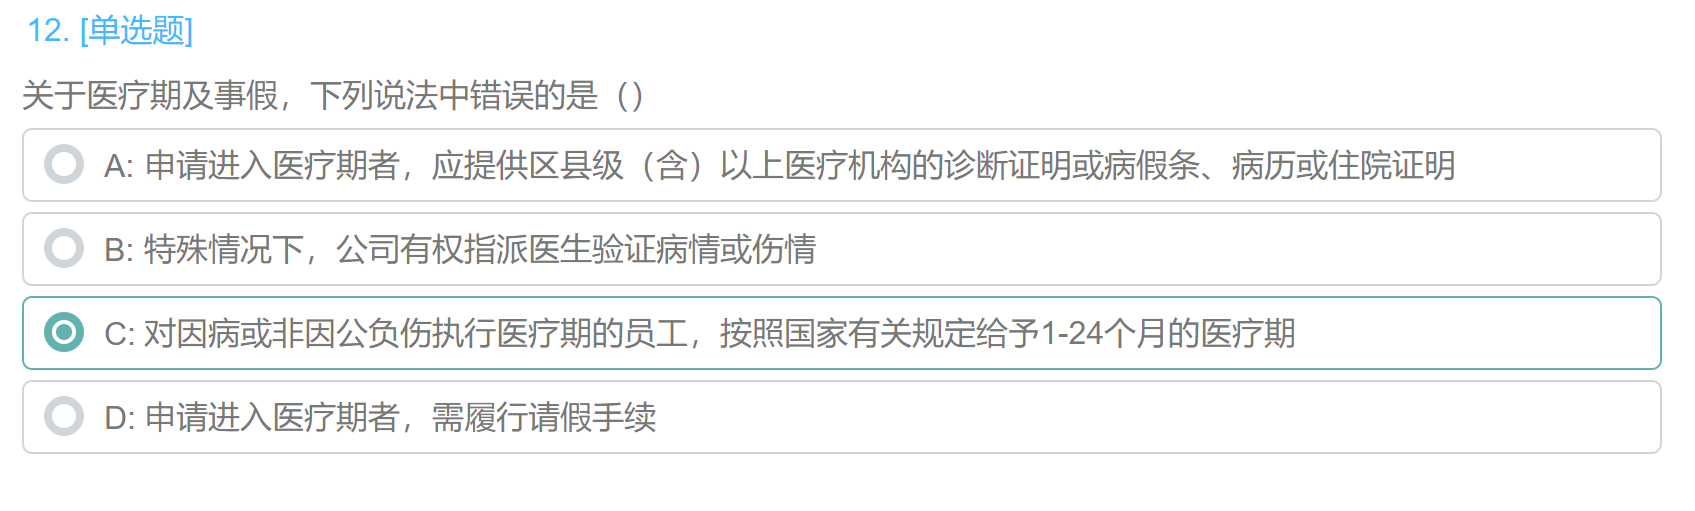 12. [单选题]
关于医疗期及事假，下列说法中错误的是（）
A: 申请进入医疗期者，应提供区县级（含）以上医疗机构的诊断证明或病假条、病历或住院证明
B: 特殊情况下，公司有权指派医生验证病情或伤情
C: 对因病或非因公负伤执行医疗期的员工，按照国家有关规定给予1-24个月的医疗期
D: 申请进入医疗期者，需履行请假手续